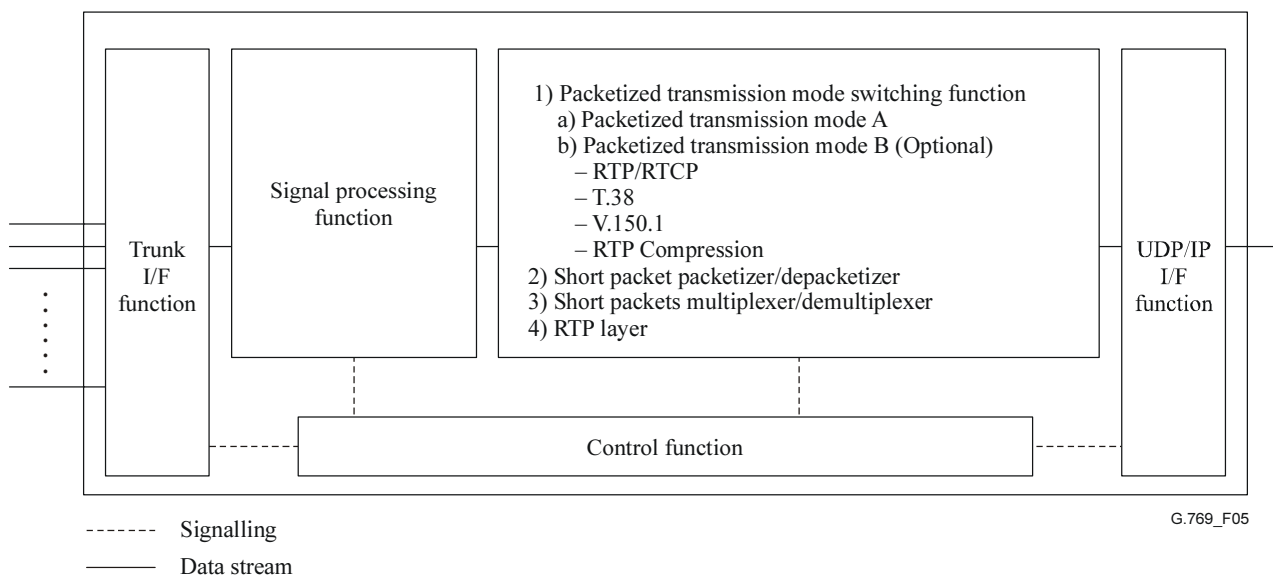 Trunk
I/F
function
Signal processing
function
1) Packetized transmission mode switching function
a) Packetized transmission mode A
b) Packetized transmission mode B (Optional)
– RTP/RTCP
– T.38
– V.150.1
– RTP Compression
2) Short packet packetizer/depacketizer
3) Short packets multiplexer/demultiplexer
4) RTP layer
UDP/IP
I/F
function
Control function
G.769_F05
Signalling
Data stream